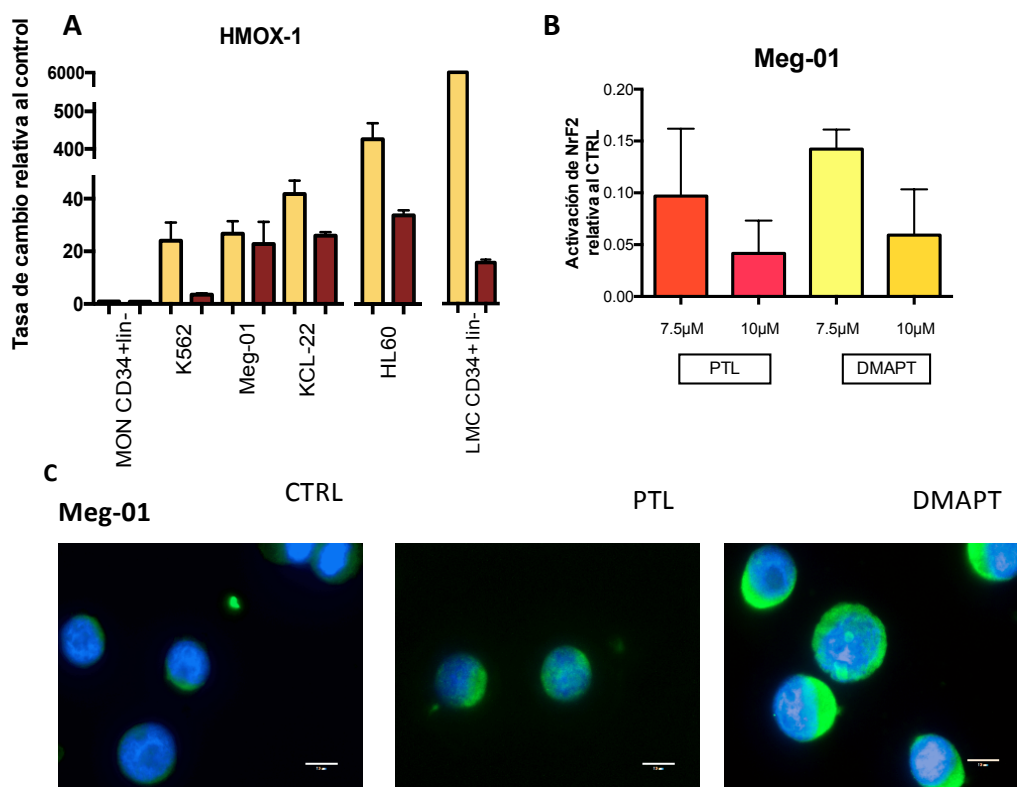 A
HMOX-1
Tasa de cambio relativa al control
6000
500
400
40
20
0
MON CD34+lin-
K562
Meg-01
KCL-22
HL60
LMC CD34+lin-
B
Meg-01
Activación de NrF2
relativa al CTRL
0.20
0.15
0.10
0.05
0.00
7.5µM
10µM
7.5µM
10µM
PTL
DMAPT
C
Meg-01
CTRL
PTL
DMAPT